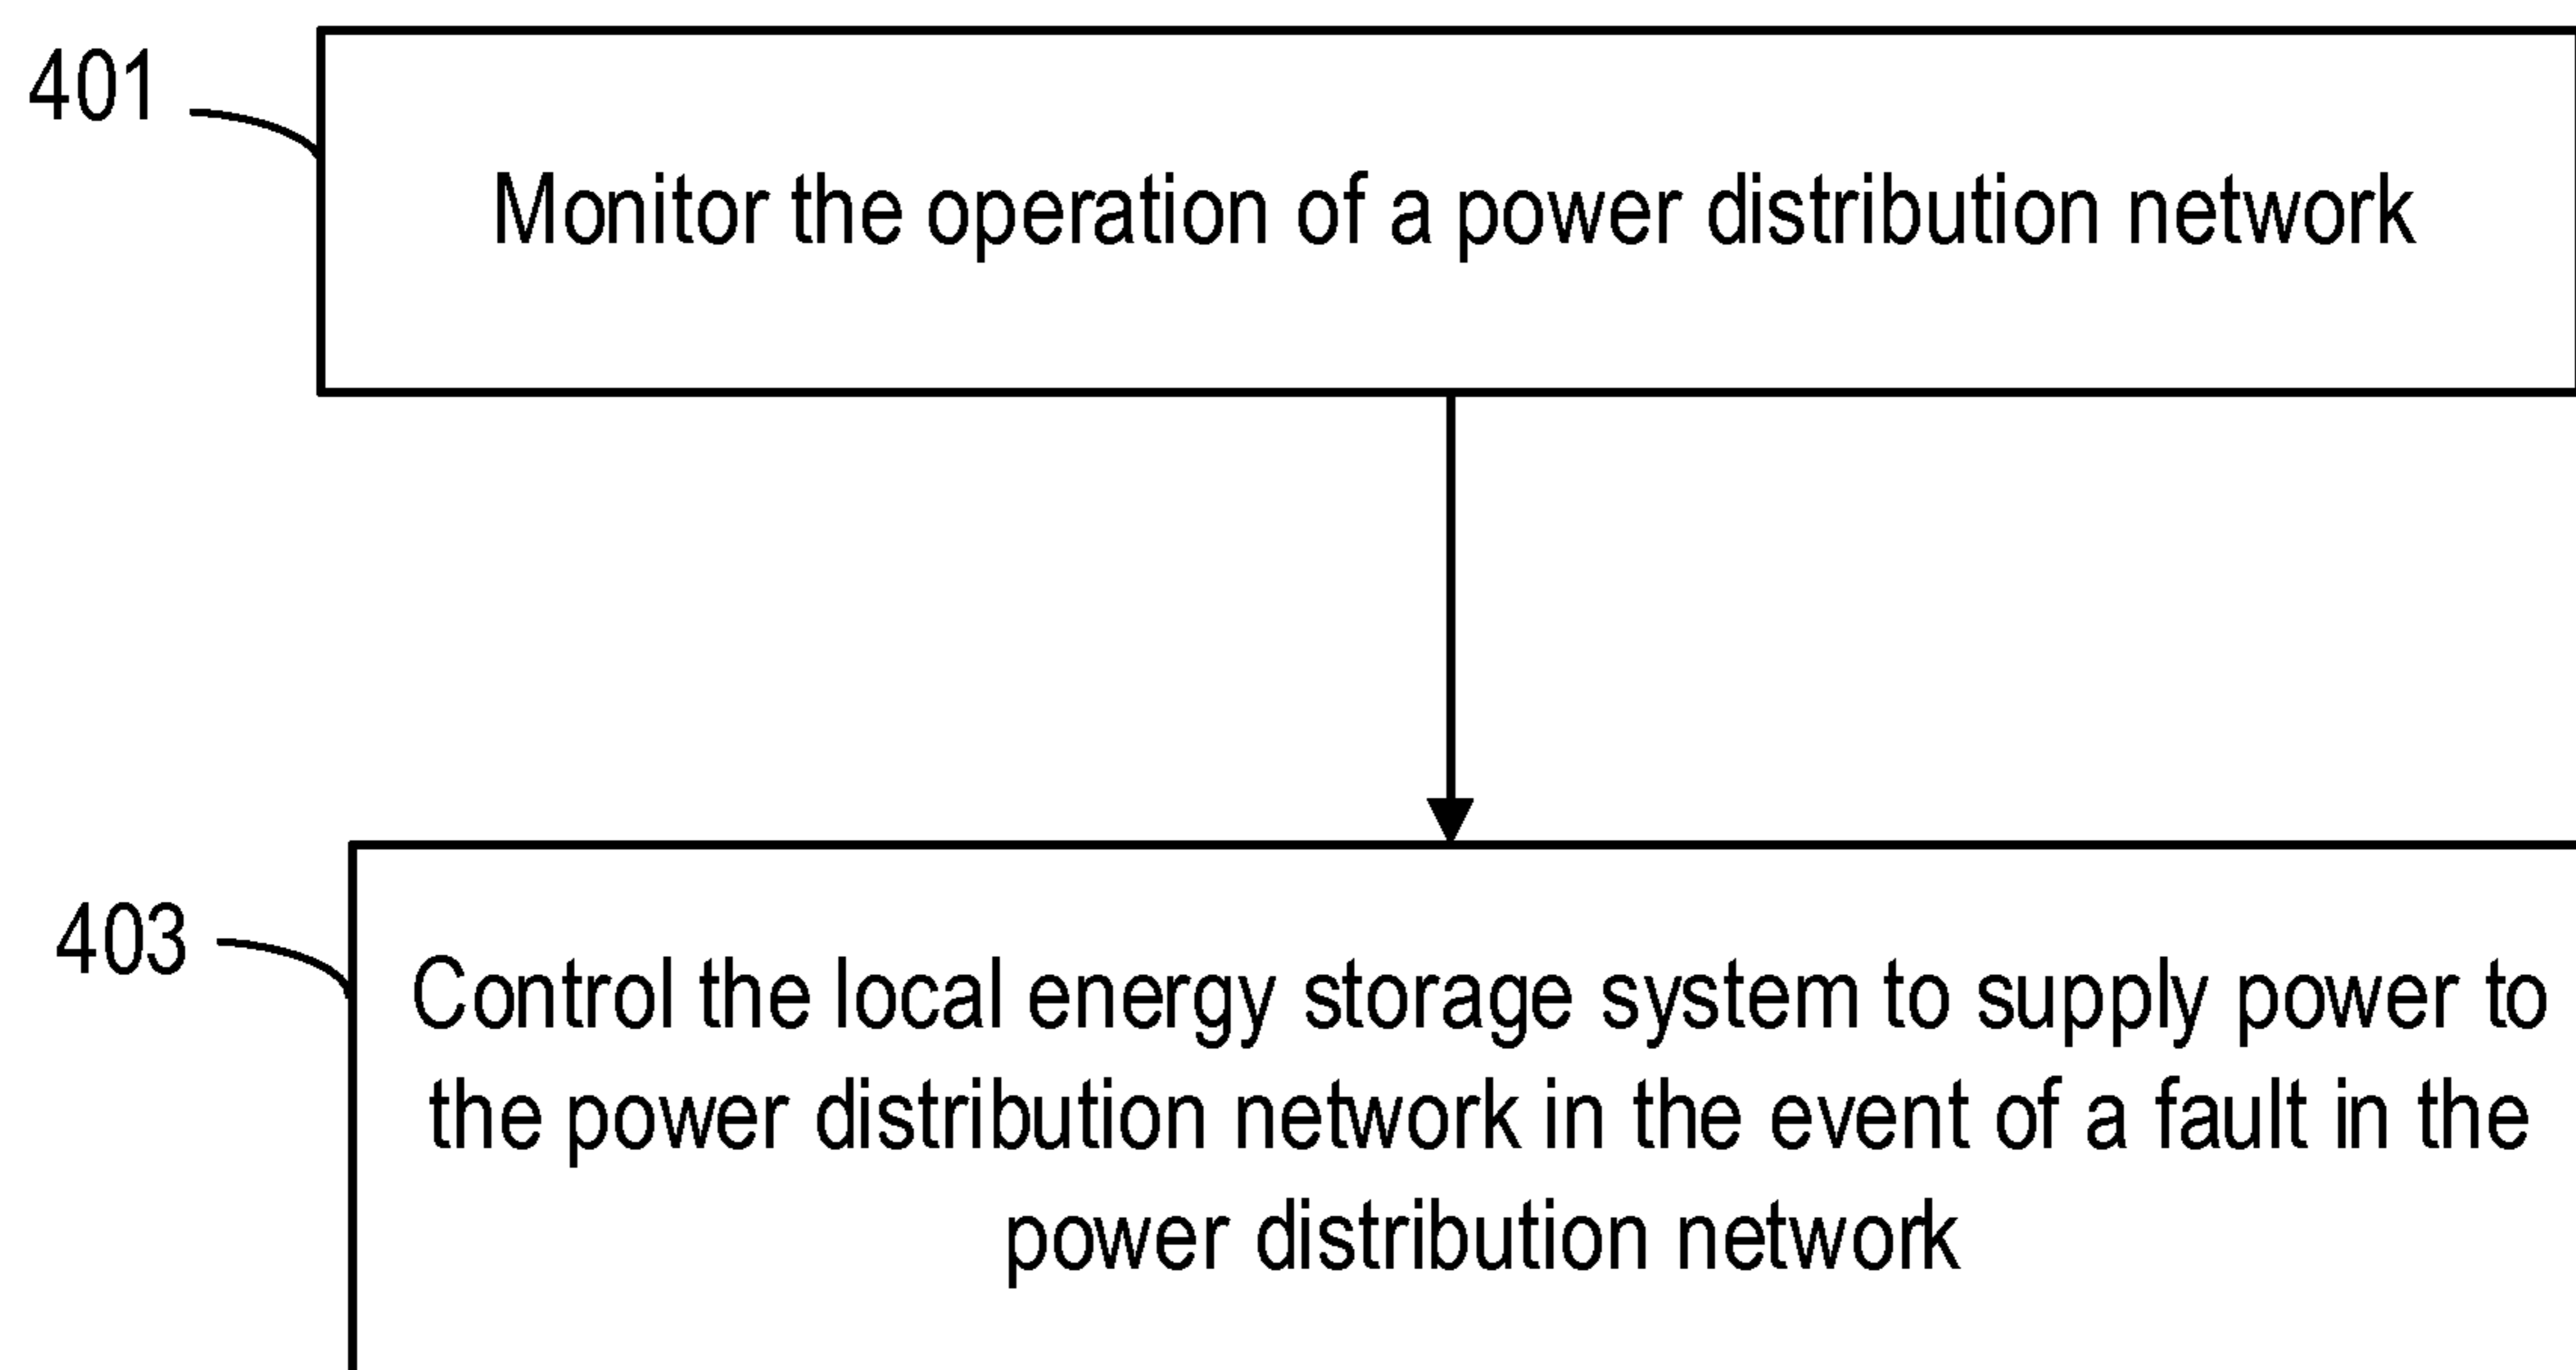 401
Monitor the operation of a power distribution network
403
Control the local energy storage system to supply power to
the power distribution network in the event of a fault in the
power distribution network